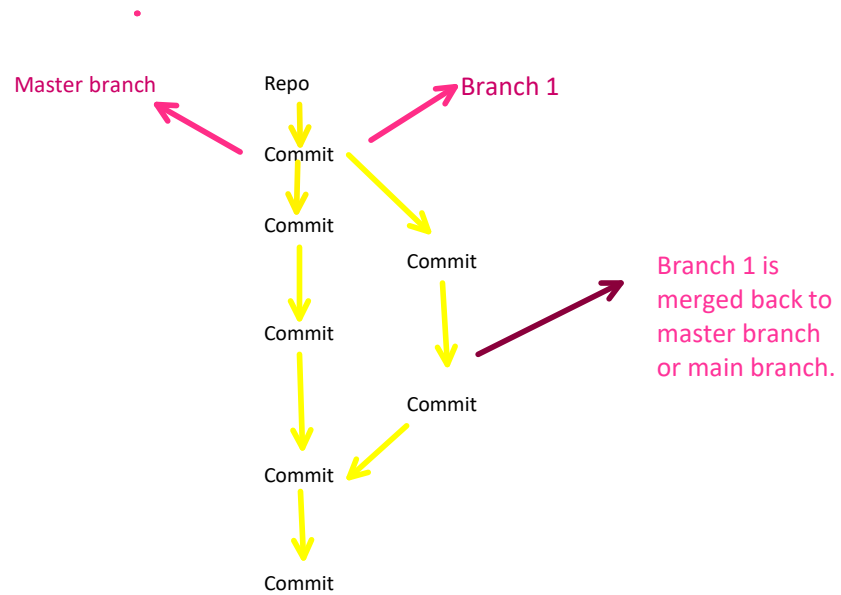 Master branch
Repo
Branch 1
Commit
Commit
Commit
Branch 1 is
merged back to
master branch
or main branch.
Commit
Commit
Commit
Commit